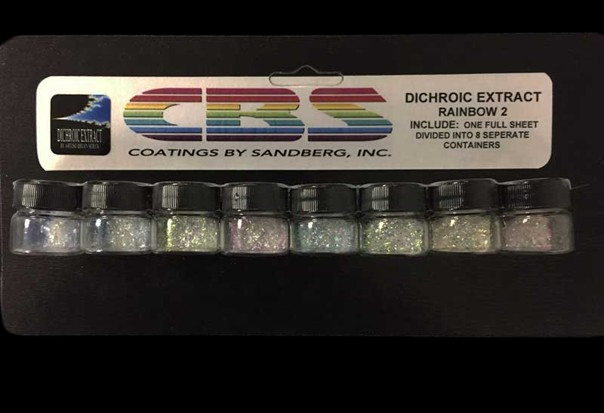 DICHROIC EXTRACT
CBS
COATINGS BY SANDBERG, INC.
DICHROIC EXTRACT
RAINBOW 2
INCLUDE: ONE FULL SHEET
DIVIDED INTO 8 SEPERATE
CONTAINERS